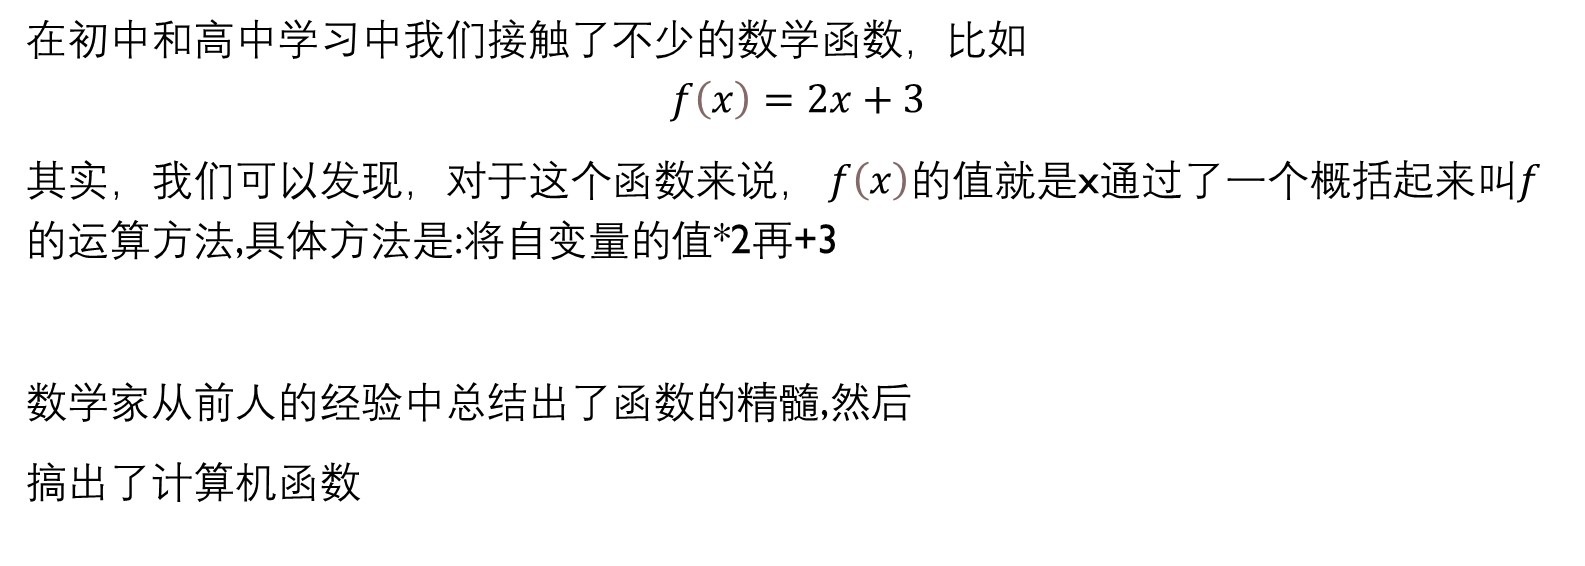 在初中和高中学习中我们接触了不少的数学函数，比如
f(x) = 2x + 3
其实，我们可以发现，对于这个函数来说，f(x)的值就是x通过了一个概括起来叫f
的运算方法,具体方法是:将自变量的值*2再+3
数学家从前人的经验中总结出了函数的精髓,然后
搞出了计算机函数